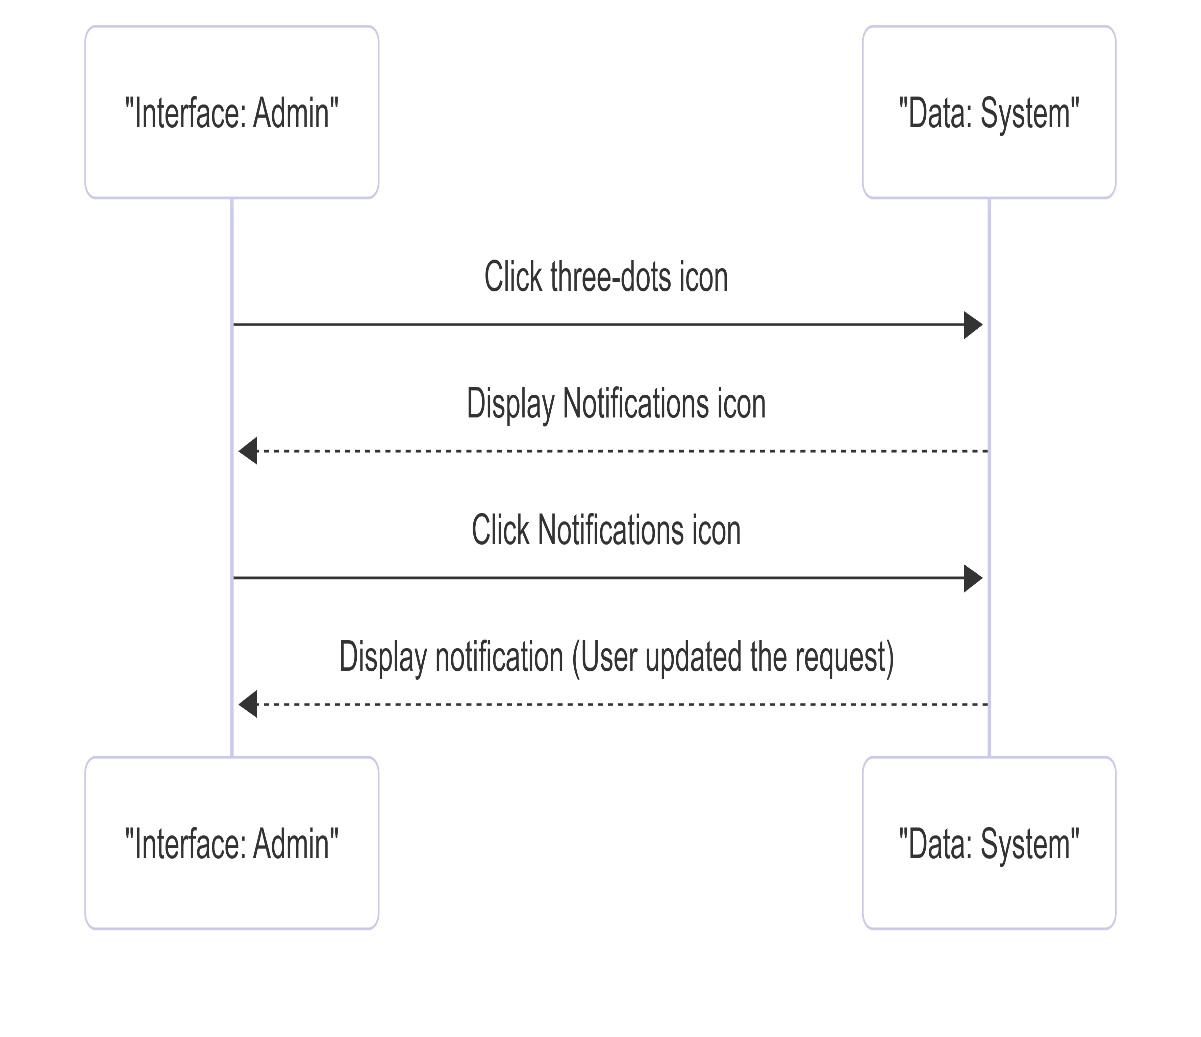 "Interface: Admin"
"Data: System"
Click three-dots icon
Display Notifications icon
Click Notifications icon
Display notification (User updated the request)
"Interface: Admin"
"Data: System"